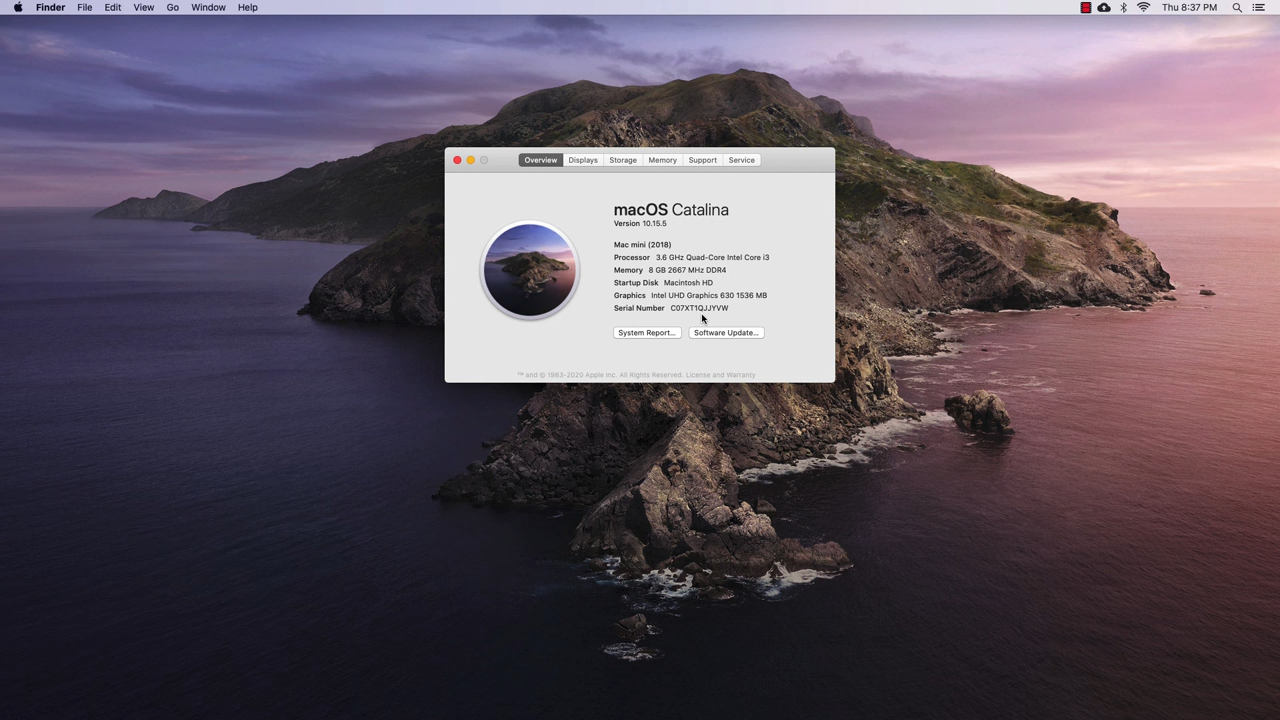 Finder File Edit View Go Window Help Thu 8:37 PM
Overview Displays Storage Memory Support Service
macOS Catalina
Version 10.15.5
Mac mini (2018)
Processor 3.6 GHz Quad-Core Intel Core i3
Memory 8 GB 2667 MHz DDR4
Startup Disk Macintosh HD
Graphics Intel UHD Graphics 630 1536 MB
Serial Number C07XT1QJJYVW
System Report... Software Update...
™ and © 1983-2020 Apple Inc. All Rights Reserved. License and Warranty